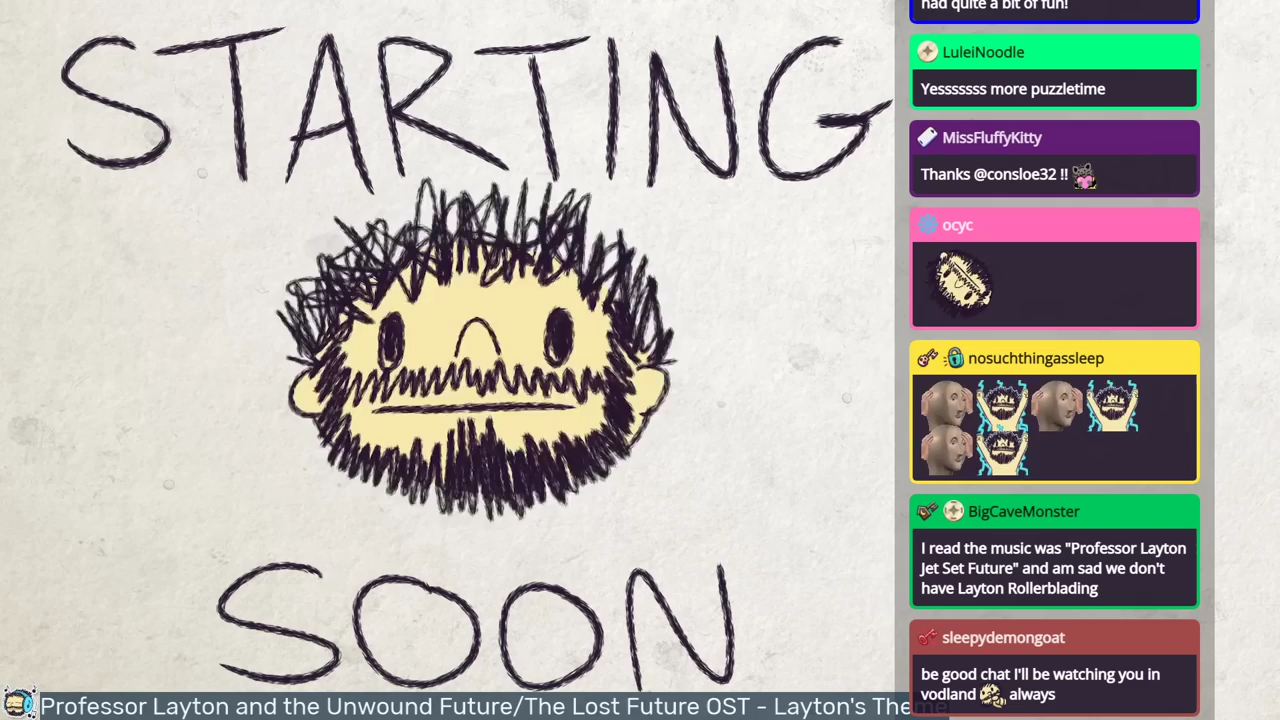 STARTING
SOON
had quite a bit of fun!
LuleiNoodle
Yesssssss more puzzletime
MissFluffyKitty
Thanks @consloe32 !!
ocyc
nosuchthingassleep
BigCaveMonster
I read the music was "Professor Layton
Jet Set Future" and am sad we don't
have Layton Rollerblading
sleepydemongoat
be good chat I'll be watching you in
vodland always
Professor Layton and the Unwound Future/The Lost Future OST - Layton's Theme